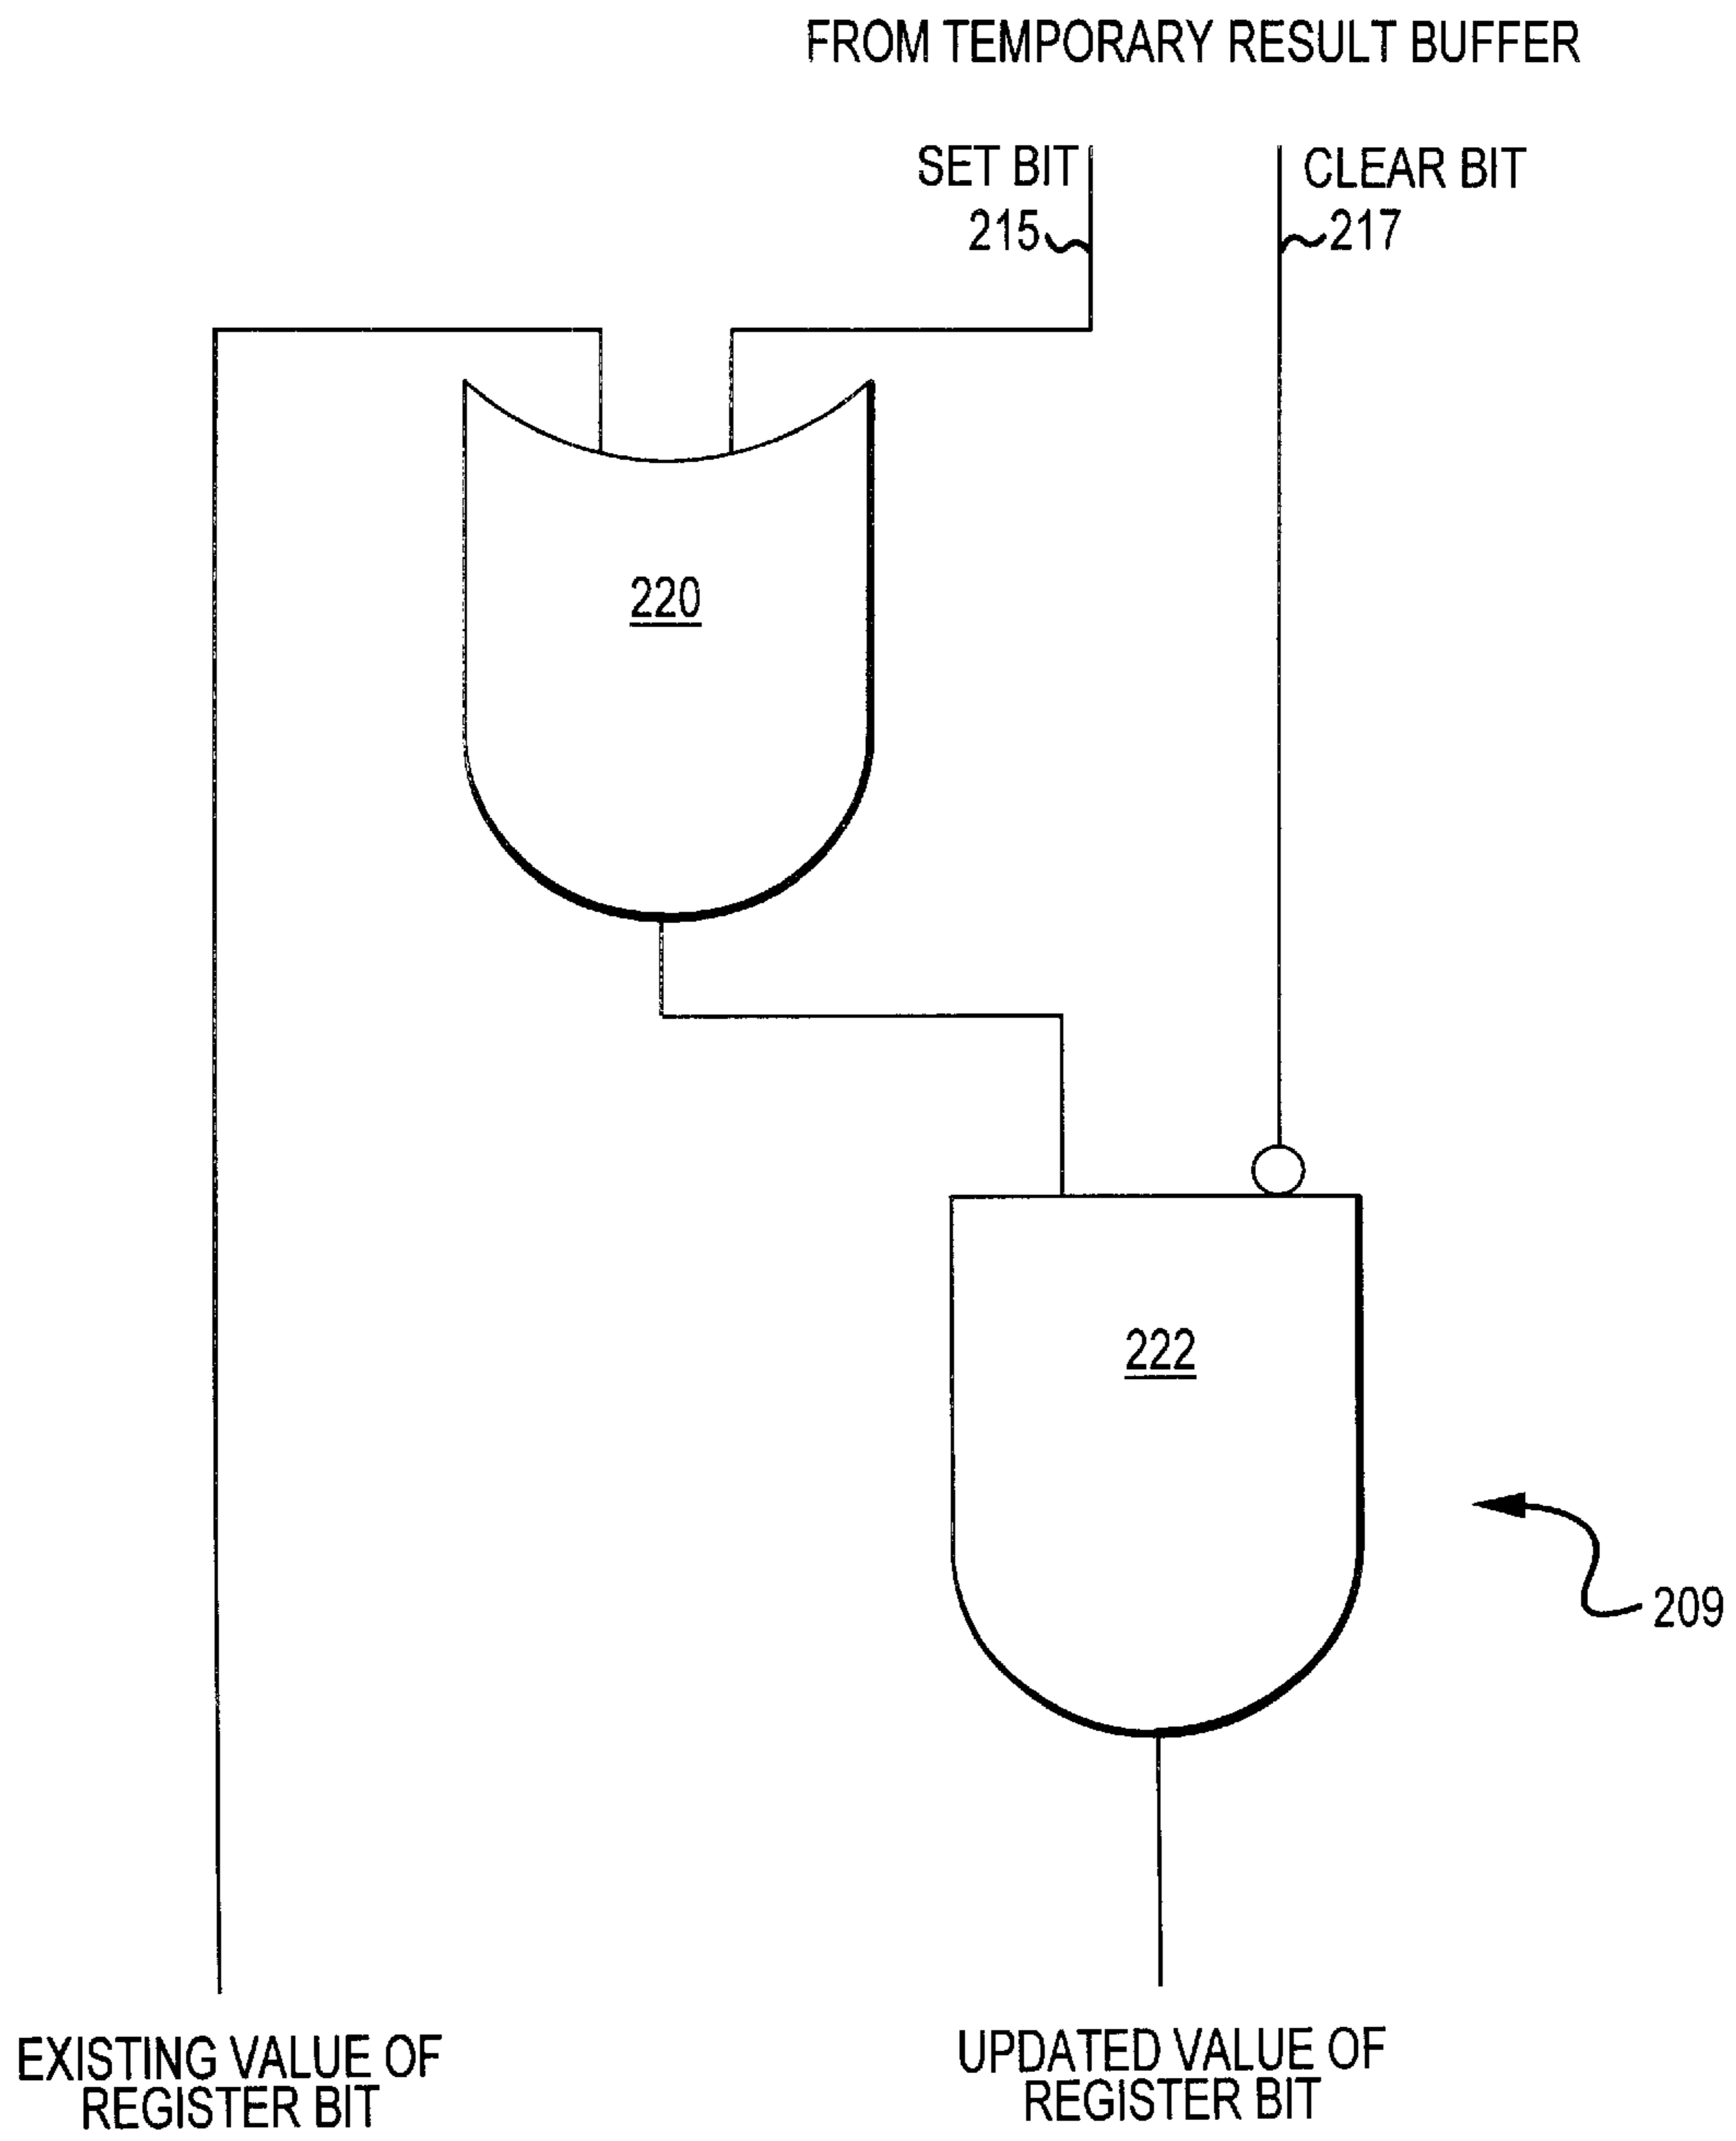 FROM TEMPORARY RESULT BUFFER
SET BIT
215
CLEAR BIT
217
220
222
209
EXISTING VALUE OF
REGISTER BIT
UPDATED VALUE OF
REGISTER BIT